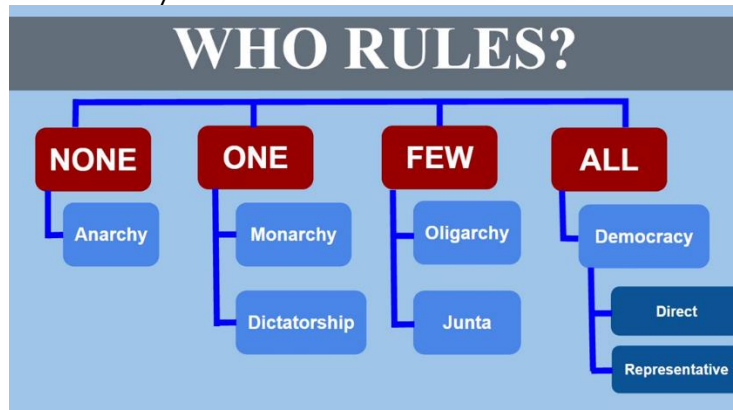 WHO RULES?
NONE
ONE
FEW
ALL
Anarchy
Monarchy
Oligarchy
Democracy
Dictatorship
Junta
Direct
Representative